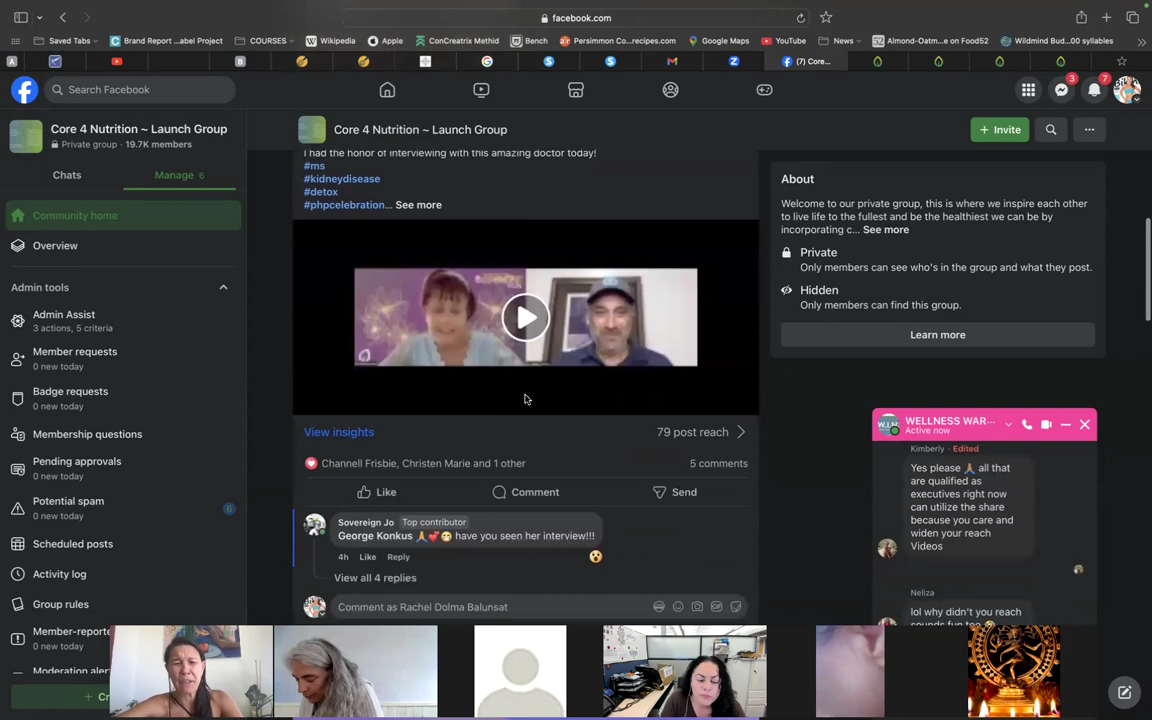 facebook.com
Saved Tabs
Brand Report ...abel Project
COURSES
Wikipedia
Apple
ConCreatrix Methid
Bench
Persimmon Co...recipes.com
Google Maps
YouTube
News
Almond-Oatm...e on Food52
Wildmind Bud...00 syllables
(7) Core...
Search Facebook
3
7
Core 4 Nutrition ~ Launch Group
Private group · 19.7K members
Chats
Manage 6
Community home
Overview
Admin tools
Admin Assist
3 actions, 5 criteria
Member requests
0 new today
Badge requests
0 new today
Membership questions
Pending approvals
0 new today
Potential spam
0 new today
6
Scheduled posts
Activity log
Group rules
Member-reporte
0 new today
Moderation aler
+ Cr
Core 4 Nutrition ~ Launch Group
+ Invite
I had the honor of interviewing with this amazing doctor today!
#ms
#kidneydisease
#detox
#phpcelebration... See more
View insights
79 post reach
Channell Frisbie, Christen Marie and 1 other
5 comments
Like
Comment
Send
Sovereign Jo Top contributor
George Konkus 🙏💕🤭 have you seen her interview!!!
4h Like Reply
View all 4 replies
Comment as Rachel Dolma Balunsat
About
Welcome to our private group, this is where we inspire each other
to live life to the fullest and be the healthiest we can be by
incorporating c... See more
Private
Only members can see who's in the group and what they post.
Hidden
Only members can find this group.
Learn more
WELLNESS WAR...
Active now
Kimberly · Edited
Yes please 🙏 all that
are qualified as
executives right now
can utilize the share
because you care and
widen your reach
Videos
Neliza
lol why didn't you reach